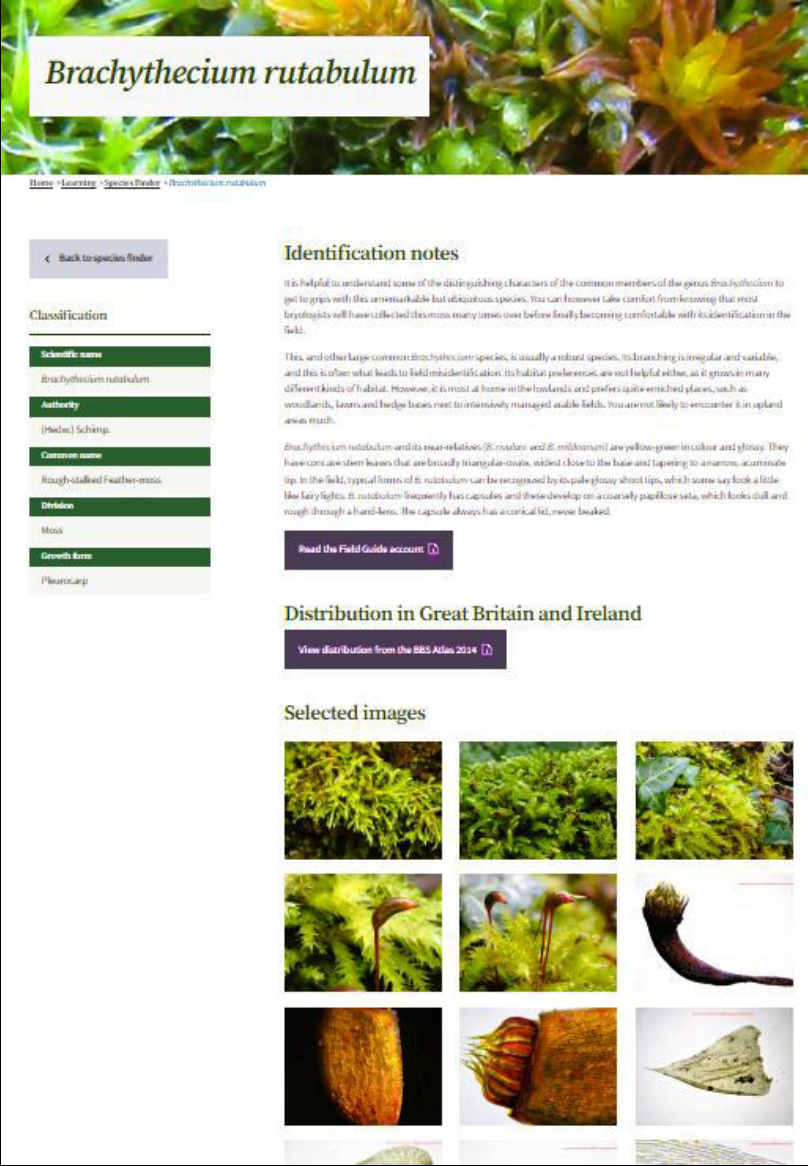 Brachythecium rutabulum
Home >Learning >Species Finder >Brachythecium rutabulum
Back to species finder
Classification
Scientific name
Brachythecium rutabulum
Authority
(Hedw.) Schimp.
Common name
Rough-stalked Feather-moss
Division
Moss
Growth form
Pleurocarp
Identification notes
It is helpful to understand some of the distinguishing characters of the common members of the genus Brachythecium to
get to grips with this unremarkable but ubiquitous species. You can however take comfort from knowing that most
bryologists will have collected this moss many times over before finally becoming comfortable with its identification in the
field.
This, and other large common Brachythecium species, is usually a robust species. Its branching is irregular and variable,
and this is often what leads to field misidentification. Its habitat preferences are not helpful either, as it grows in many
different kinds of habitat. However, it is most at home in the lowlands and prefers quite enriched places, such as
woodlands, lawns and hedge bases next to intensively managed arable fields. You are not likely to encounter it in upland
areas much.
Brachythecium rutabulum and its near-relatives (B. rivulare and B. mildeanum) are yellow-green in colour and glossy. They
have concave stem leaves that are broadly triangular-ovate, widest close to the base and tapering to a narrow, acuminate
tip. In the field, typical forms of B. rutabulum can be recognised by its pale glossy shoot tips, which some say look a little
like fairy lights. B. rutabulum frequently has capsules and these develop on a coarsely papillose seta, which looks dull and
rough through a hand-lens. The capsule always has a conical lid, never beaked.
Read the Field Guide account
Distribution in Great Britain and Ireland
View distribution from the BBS Atlas 2014
Selected images